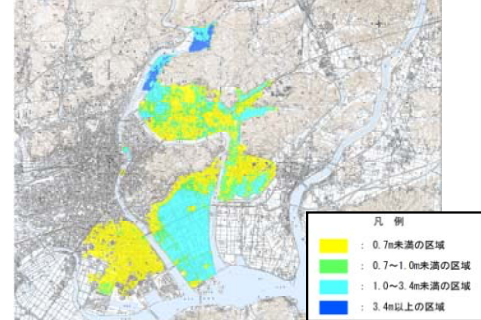 凡 例
: 0.7m未満の区域
: 0.7～1.0m未満の区域
: 1.0～3.4m未満の区域
: 3.4m以上の区域